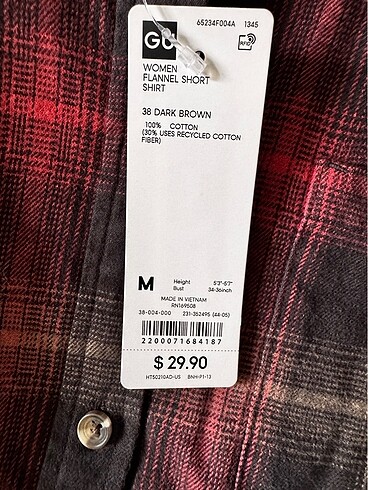 65234F004A 1345
GU
RFID
WOMEN
FLANNEL SHORT
SHIRT
38 DARK BROWN
100% COTTON
(30% USES RECYCLED COTTON
FIBER)
M Height 5'3"-5'7"
Bust 34-36inch
MADE IN VIETNAM
RN169508
38-004-000 231-352495 (44-05)
2200071684187
$ 29.90
HT50210AD-US BNH-P1-13